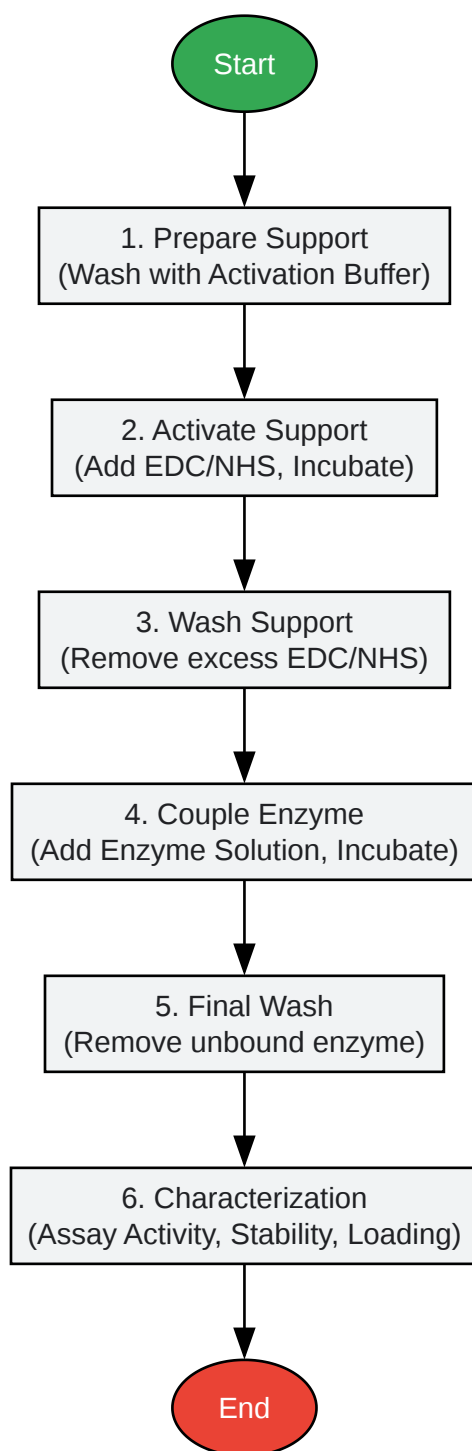 Start
1. Prepare Support
(Wash with Activation Buffer)
2. Activate Support
(Add EDC/NHS, Incubate)
3. Wash Support
(Remove excess EDC/NHS)
4. Couple Enzyme
(Add Enzyme Solution, Incubate)
5. Final Wash
(Remove unbound enzyme)
6. Characterization
(Assay Activity, Stability, Loading)
End